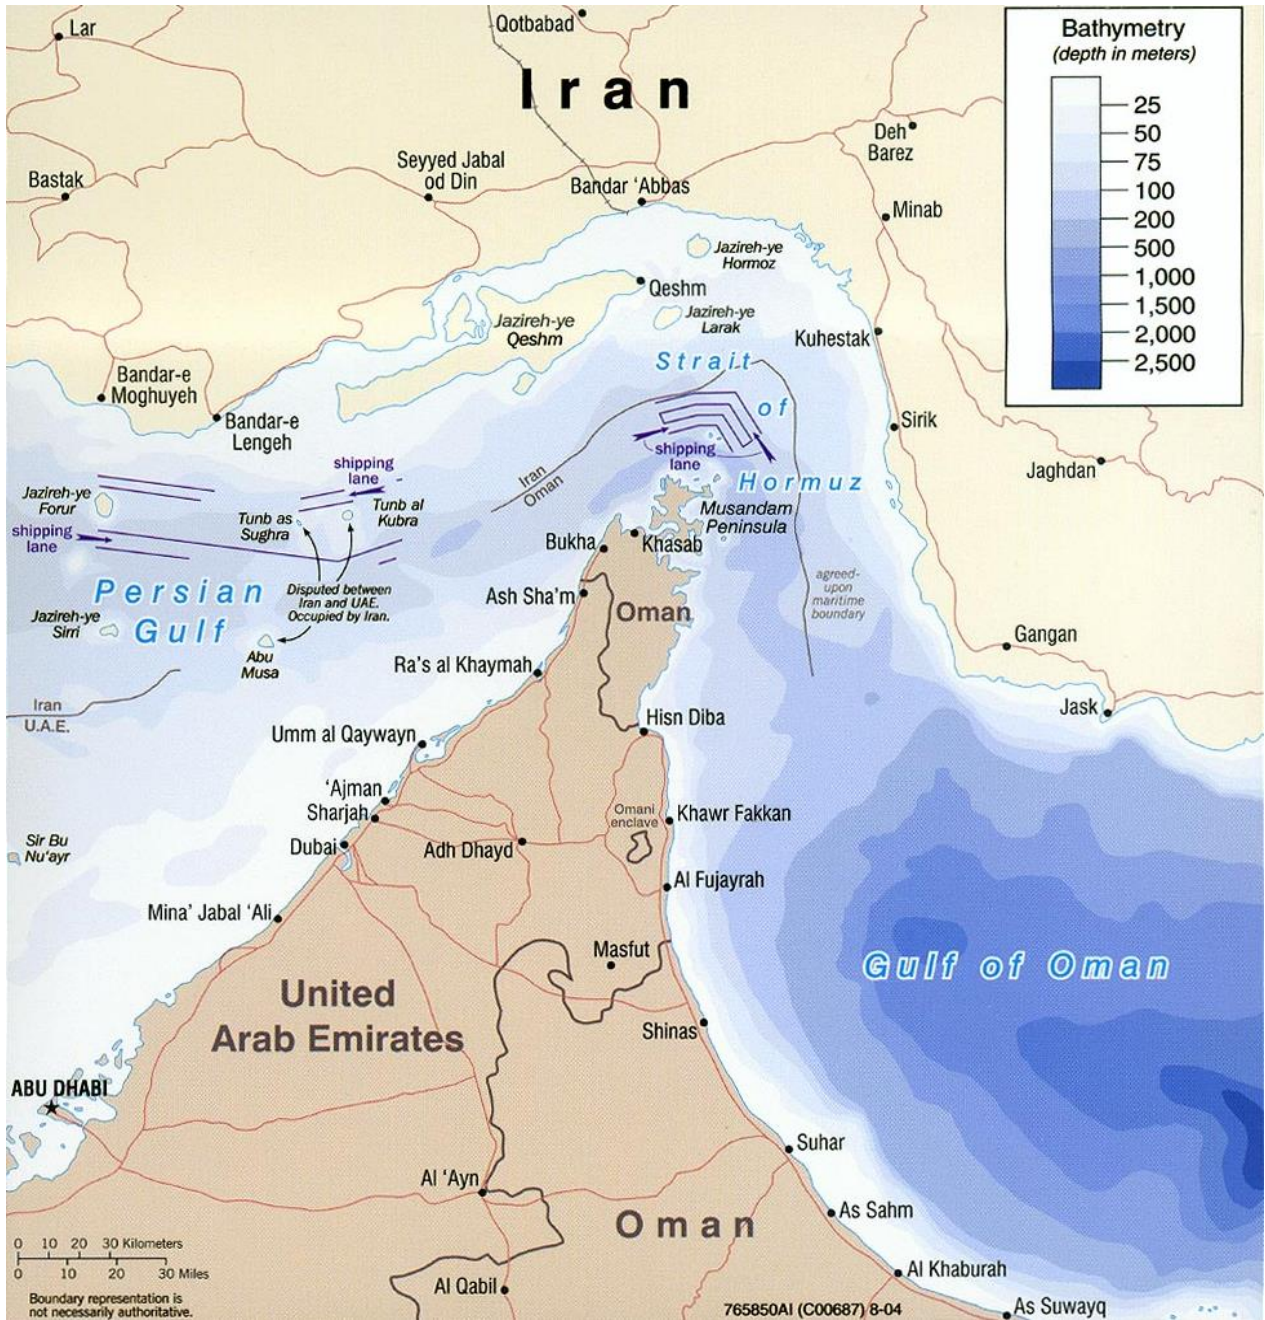 Lar
Qotbabad
Iran
Bathymetry
(depth in meters)
25
50
75
100
200
500
1,000
1,500
2,000
2,500
Deh
Barez
Seyyed Jabal
od Din
Bastak
Bandar ‘Abbas
Minab
Jazireh-ye
Hormoz
Qeshm
Jazireh-ye
Qeshm
Jazireh-ye
Larak
Kuhestak
Strait
of
Hormuz
Bandar-e
Moghuyeh
Bandar-e
Lengeh
Sirik
shipping
lane
Jaghdan
shipping
lane
Iran
Oman
Jazireh-ye
Forur
Tunb as
Sughra
Tunb al
Kubra
Musandam
Peninsula
shipping
lane
Bukha
Khasab
Persian
Gulf
Disputed between
Iran and UAE.
Occupied by Iran.
Ash Sha’m
Oman
agreed-
upon
maritime
boundary
Jazireh-ye
Sirri
Abu
Musa
Gangan
Ra’s al Khaymah
Iran
U.A.E.
Jask
Hisn Diba
Umm al Qaywayn
‘Ajman
Sharjah
Dubai
Omani
enclave
Khawr Fakkan
Sir Bu
Nu‘ayr
Adh Dhayd
Al Fujayrah
Mina’ Jabal ‘Ali
Masfut
Gulf of Oman
United
Arab Emirates
Shinas
ABU DHABI
Suhar
Al ‘Ayn
As Sahm
Oman
0 10 20 30 Kilometers
0 10 20 30 Miles
Al Qabil
Al Khaburah
Boundary representation is
not necessarily authoritative.
765850AI (C00687) 8-04
As Suwayq